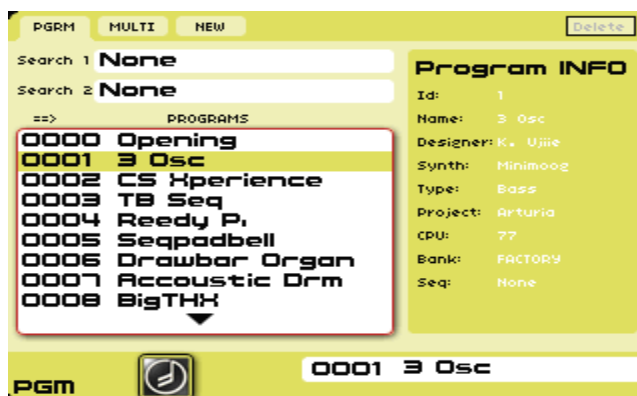 PGRM MULTI NEW Delete
Search 1 None
Search 2 None
==> PROGRAMS
0000 Opening
0001 3 Osc
0002 CS Xperience
0003 TB Seq
0004 Reedy Pi
0005 Seqpadbell
0006 Drawbar Organ
0007 Accoustic Drm
0008 BigTHX
Program INFO
Id: 1
Name: 3 Osc
Designer: K. Ujiie
Synth: Minimoog
Type: Bass
Project: Arturia
CPU: 77
Bank: FACTORY
Seq: None
PGM
0001 3 Osc